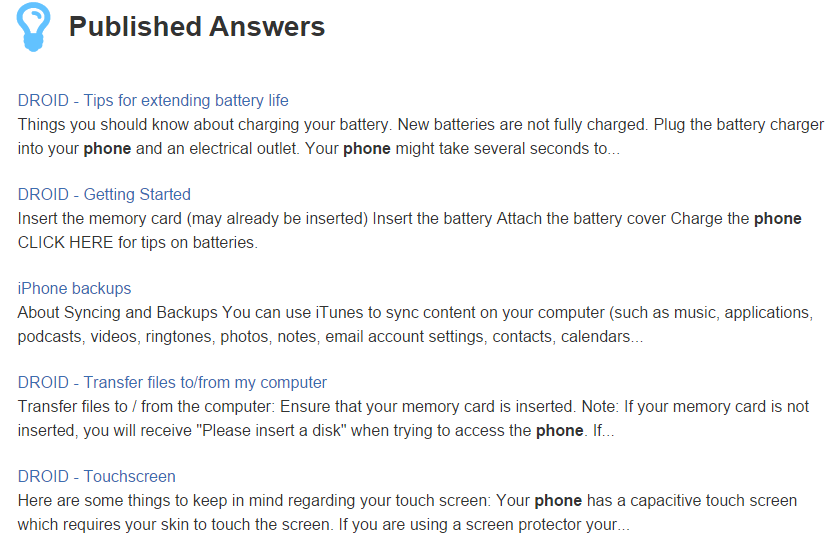 Published Answers
DROID - Tips for extending battery life
Things you should know about charging your battery. New batteries are not fully charged. Plug the battery charger
into your phone and an electrical outlet. Your phone might take several seconds to...
DROID - Getting Started
Insert the memory card (may already be inserted) Insert the battery Attach the battery cover Charge the phone
CLICK HERE for tips on batteries.
iPhone backups
About Syncing and Backups You can use iTunes to sync content on your computer (such as music, applications,
podcasts, videos, ringtones, photos, notes, email account settings, contacts, calendars...
DROID - Transfer files to/from my computer
Transfer files to / from the computer: Ensure that your memory card is inserted. Note: If your memory card is not
inserted, you will receive "Please insert a disk" when trying to access the phone. If...
DROID - Touchscreen
Here are some things to keep in mind regarding your touch screen: Your phone has a capacitive touch screen
which requires your skin to touch the screen. If you are using a screen protector your...